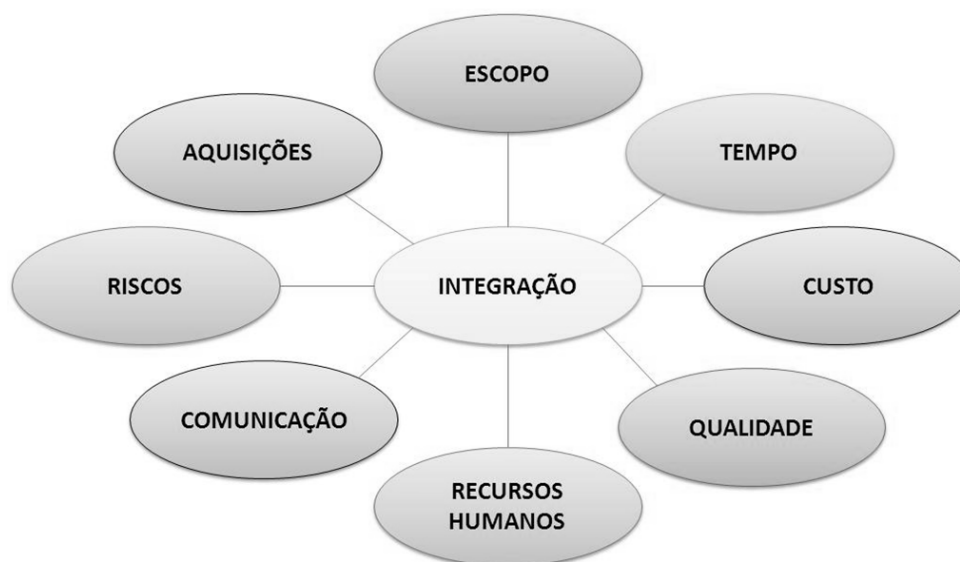 ESCOPO
AQUISIÇÕES
TEMPO
RISCOS
INTEGRAÇÃO
CUSTO
COMUNICAÇÃO
QUALIDADE
RECURSOS
HUMANOS